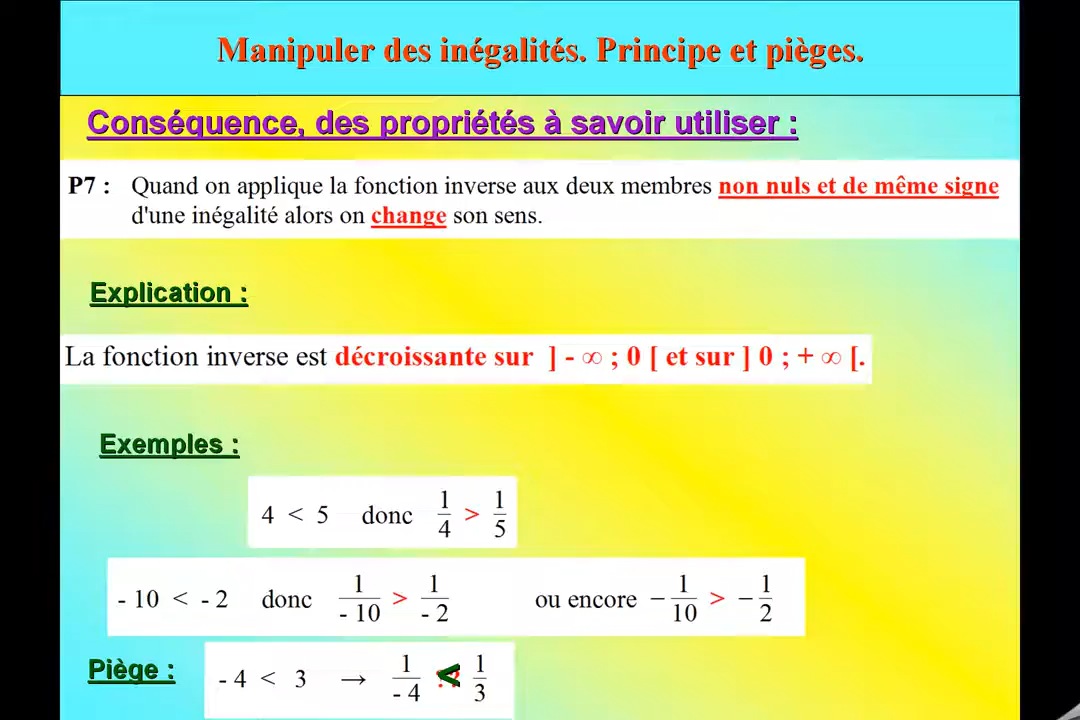 Manipuler des inégalités. Principe et pièges.
Conséquence, des propriétés à savoir utiliser :
P7 : Quand on applique la fonction inverse aux deux membres non nuls et de même signe
d'une inégalité alors on change son sens.
Explication :
La fonction inverse est décroissante sur ] - ∞ ; 0 [ et sur ] 0 ; + ∞ [.
Exemples :
4 < 5 donc 1/4 > 1/5
- 10 < - 2 donc 1/- 10 > 1/- 2 ou encore − 1/10 > − 1/2
Piège : - 4 < 3 → 1/- 4 < 1/3